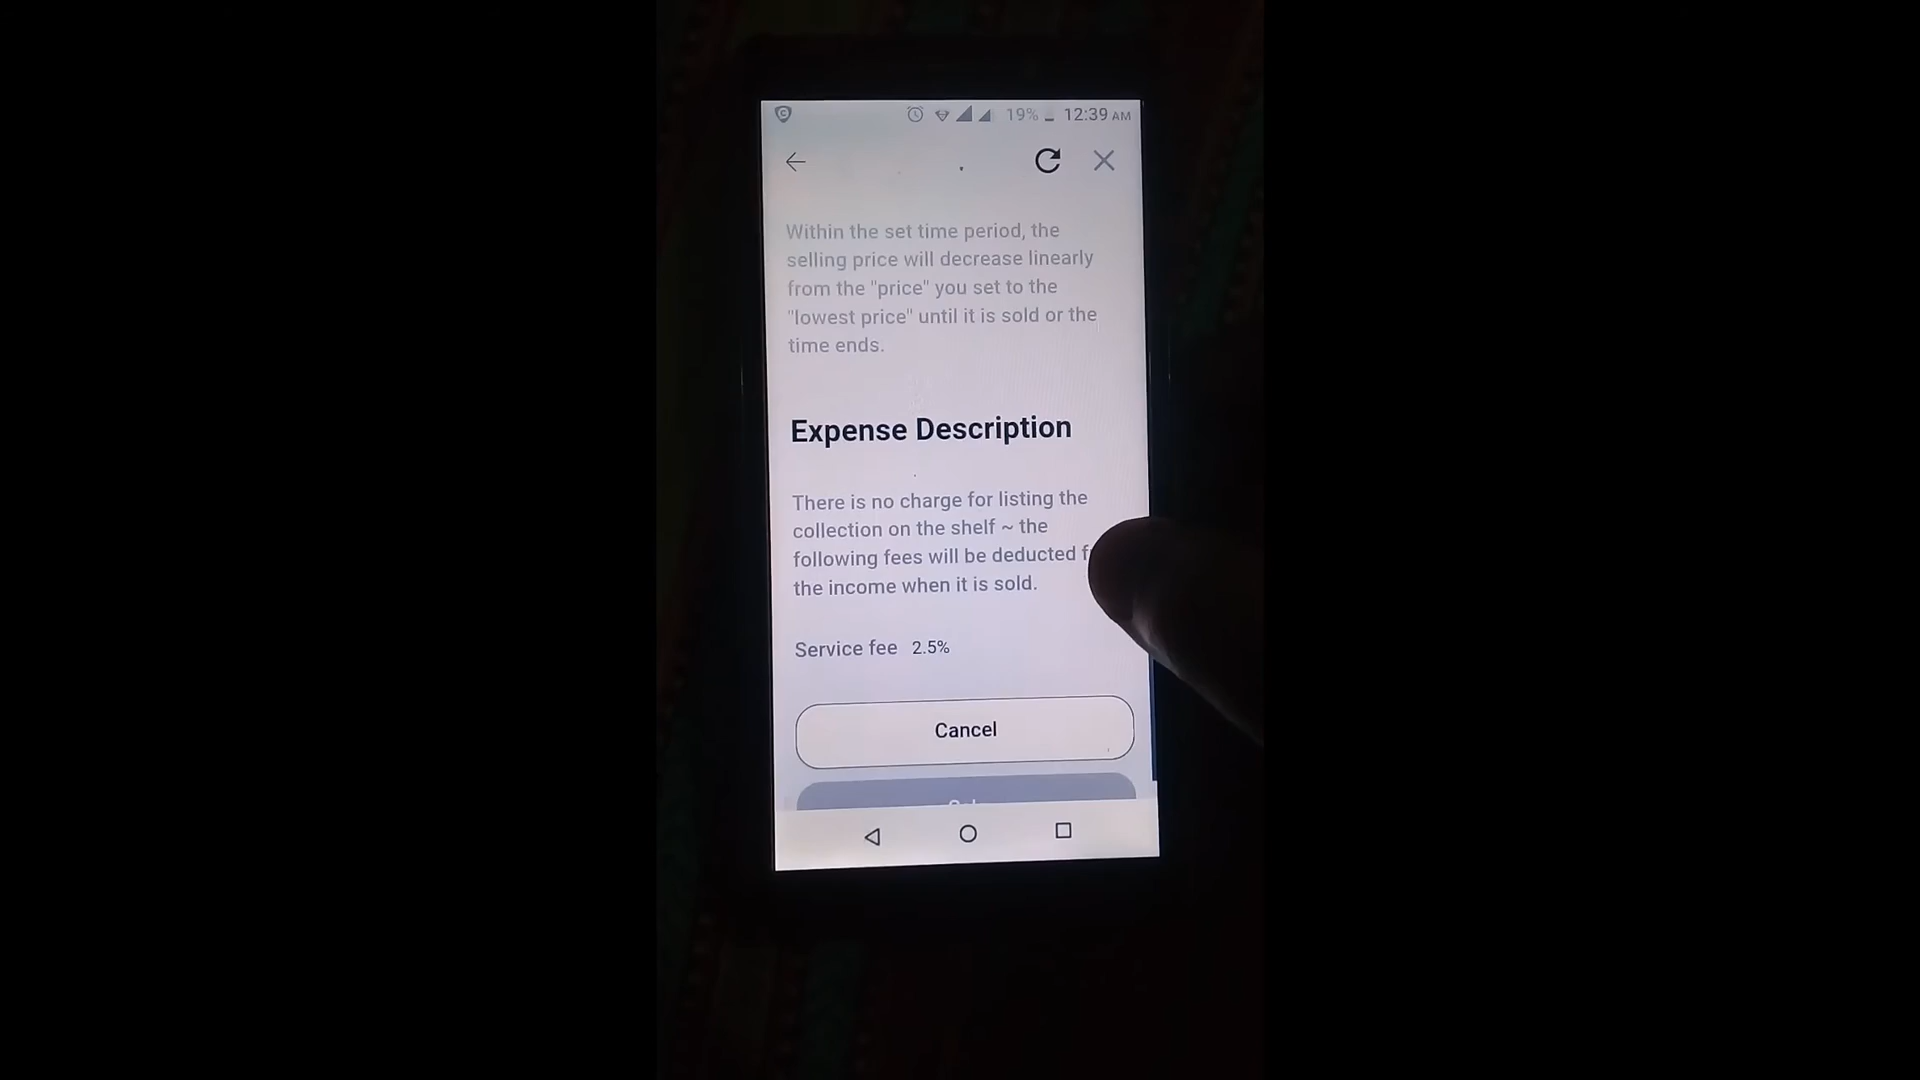 19% 12:39 AM
Within the set time period, the
selling price will decrease linearly
from the "price" you set to the
"lowest price" until it is sold or the
time ends.
Expense Description
There is no charge for listing the
collection on the shelf ~ the
following fees will be deducted
the income when it is sold.
Service fee 2.5%
Cancel